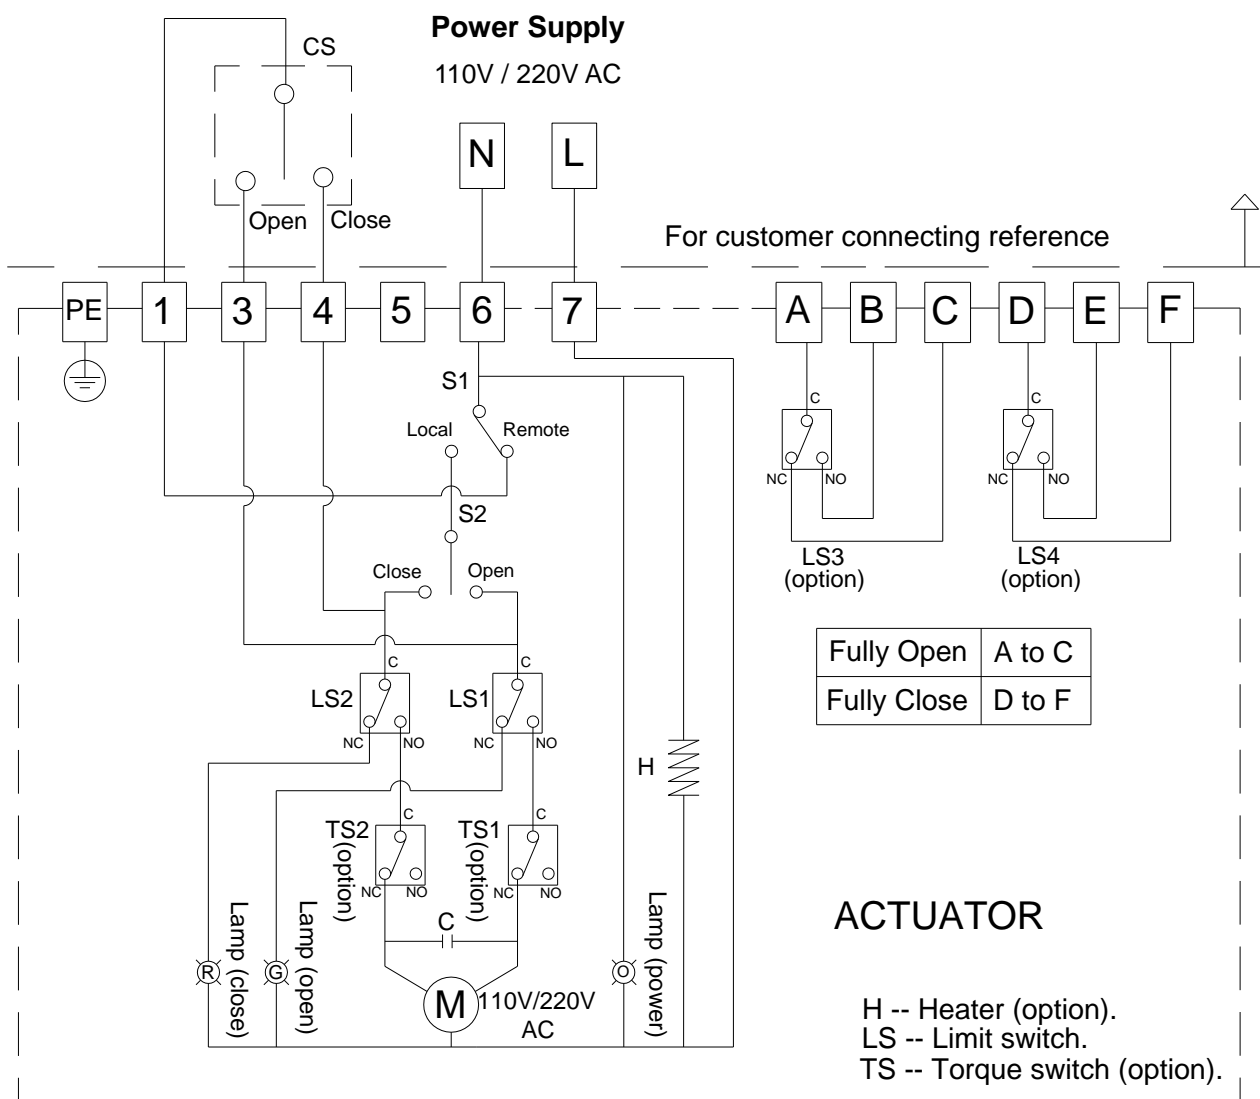 Power Supply
110V / 220V AC
CS
N L
Open Close
For customer connecting reference
PE 1 3 4 5 6 7 A B C D E F
S1
Local Remote
C C
NC NO NC NO
S2
LS3
(option)
LS4
(option)
Close Open
Fully Open A to C
Fully Close D to F
C C
LS2 LS1
NC NO NC NO
H
C C
TS2
(option)
TS1
(option)
NC NO NC NO
C
Lamp (close)
Lamp (open)
Lamp (power)
R G O
M 110V/220V
AC
ACTUATOR
H -- Heater (option).
LS -- Limit switch.
TS -- Torque switch (option).